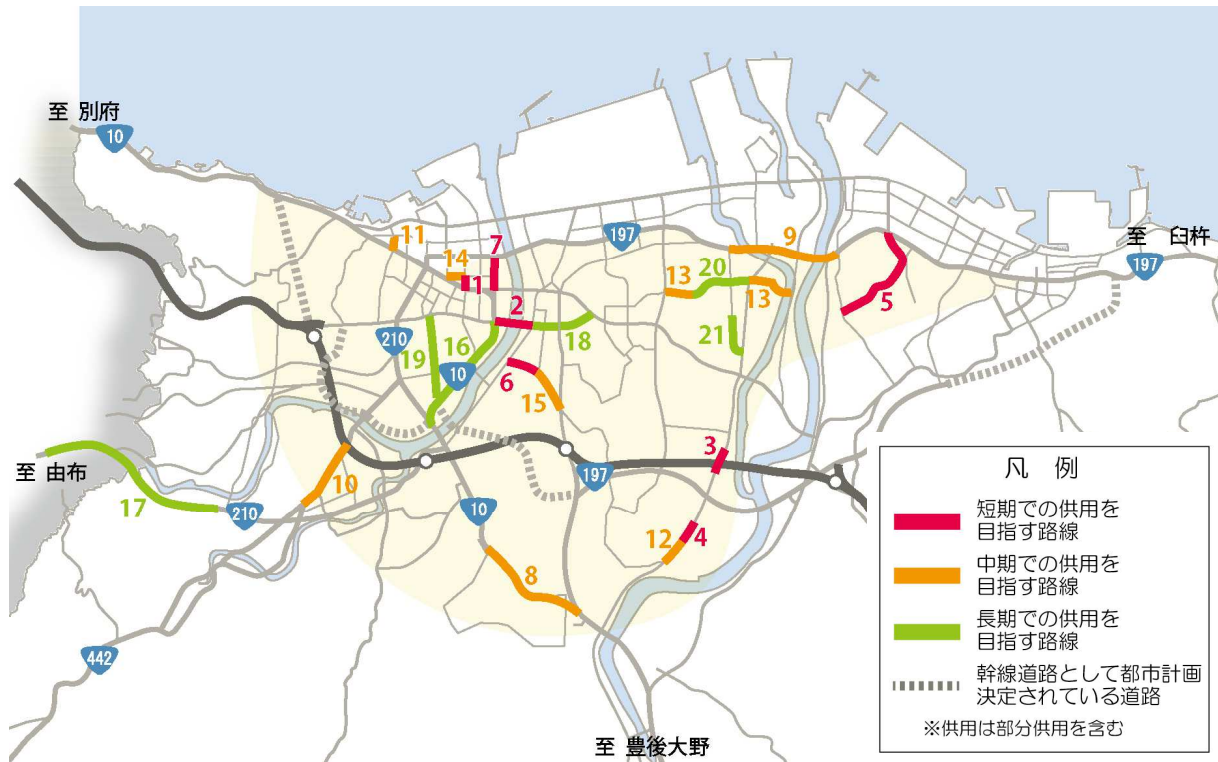 至 別府
10
11
7
197
9
至 臼杵
197
14
1
13
20
13
5
2
210
19
16
18
21
10
6
15
3
至 由布
10
197
17
210
10
12
4
8
442
至 豊後大野
凡 例
短期での供用を
目指す路線
中期での供用を
目指す路線
長期での供用を
目指す路線
幹線道路として都市計画
決定されている道路
※供用は部分供用を含む